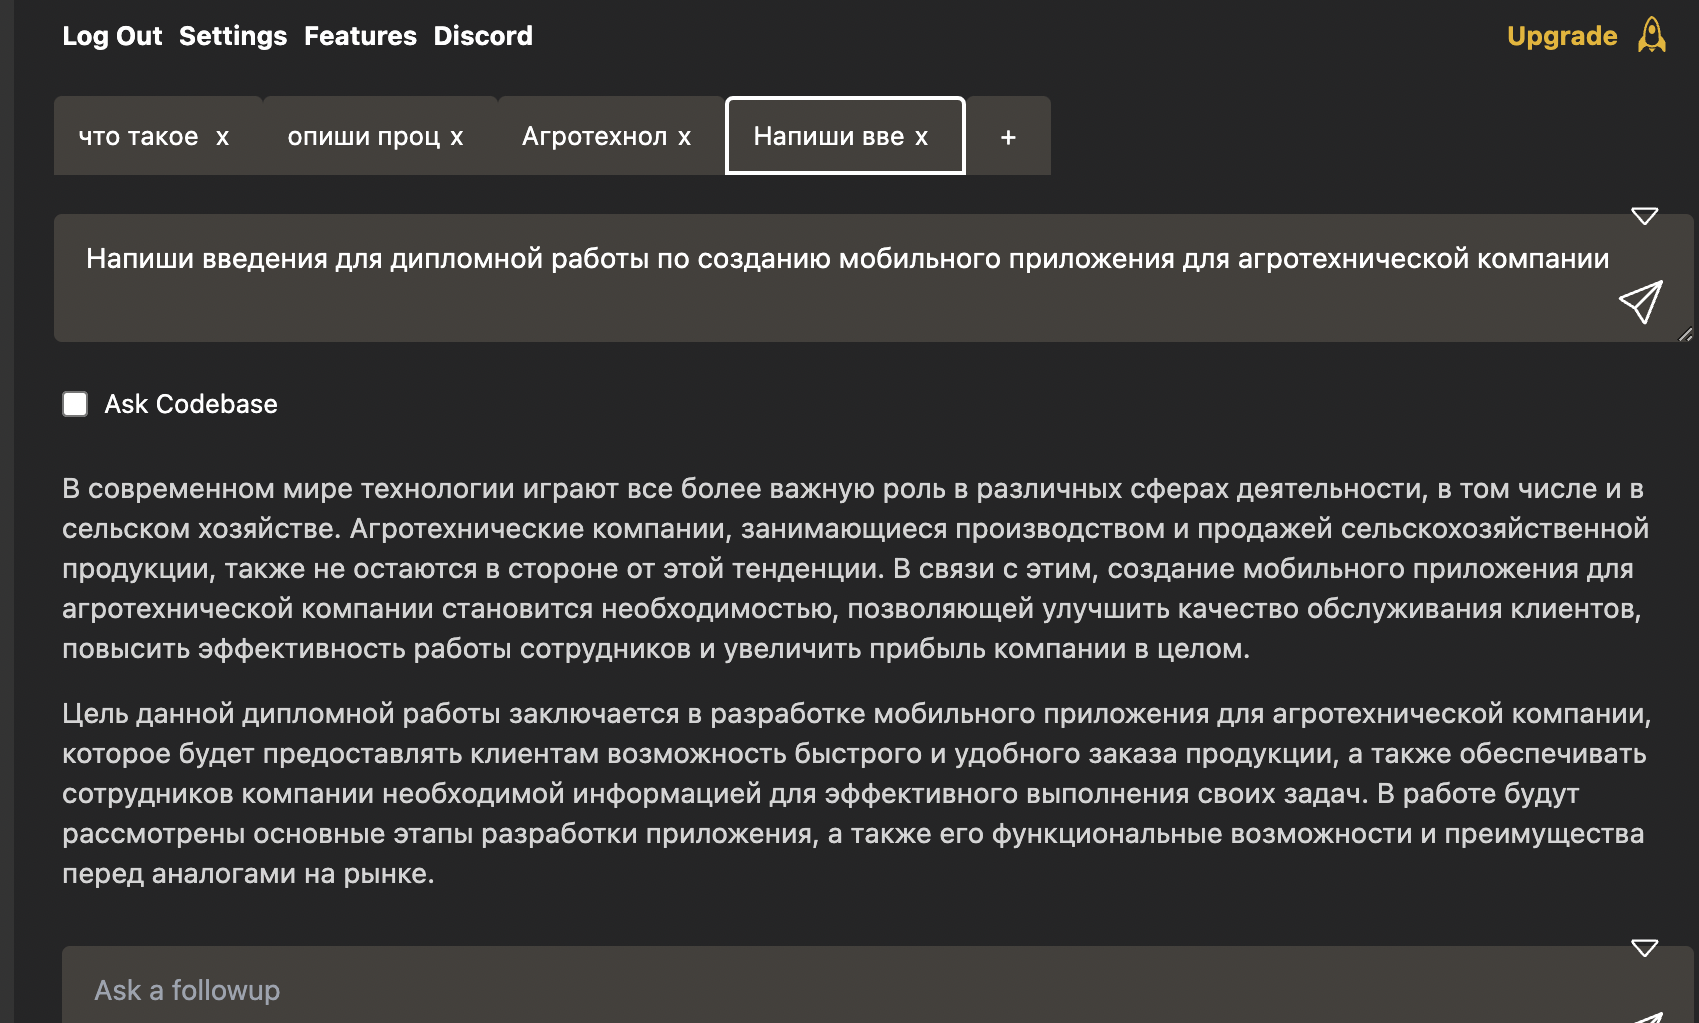 Log Out Settings Features Discord Upgrade
что такое x опиши проц x Агротехнол x Напиши вве x +
Напиши введения для дипломной работы по созданию мобильного приложения для агротехнической компании
Ask Codebase
В современном мире технологии играют все более важную роль в различных сферах деятельности, в том числе и в
сельском хозяйстве. Агротехнические компании, занимающиеся производством и продажей сельскохозяйственной
продукции, также не остаются в стороне от этой тенденции. В связи с этим, создание мобильного приложения для
агротехнической компании становится необходимостью, позволяющей улучшить качество обслуживания клиентов,
повысить эффективность работы сотрудников и увеличить прибыль компании в целом.
Цель данной дипломной работы заключается в разработке мобильного приложения для агротехнической компании,
которое будет предоставлять клиентам возможность быстрого и удобного заказа продукции, а также обеспечивать
сотрудников компании необходимой информацией для эффективного выполнения своих задач. В работе будут
рассмотрены основные этапы разработки приложения, а также его функциональные возможности и преимущества
перед аналогами на рынке.
Ask a followup